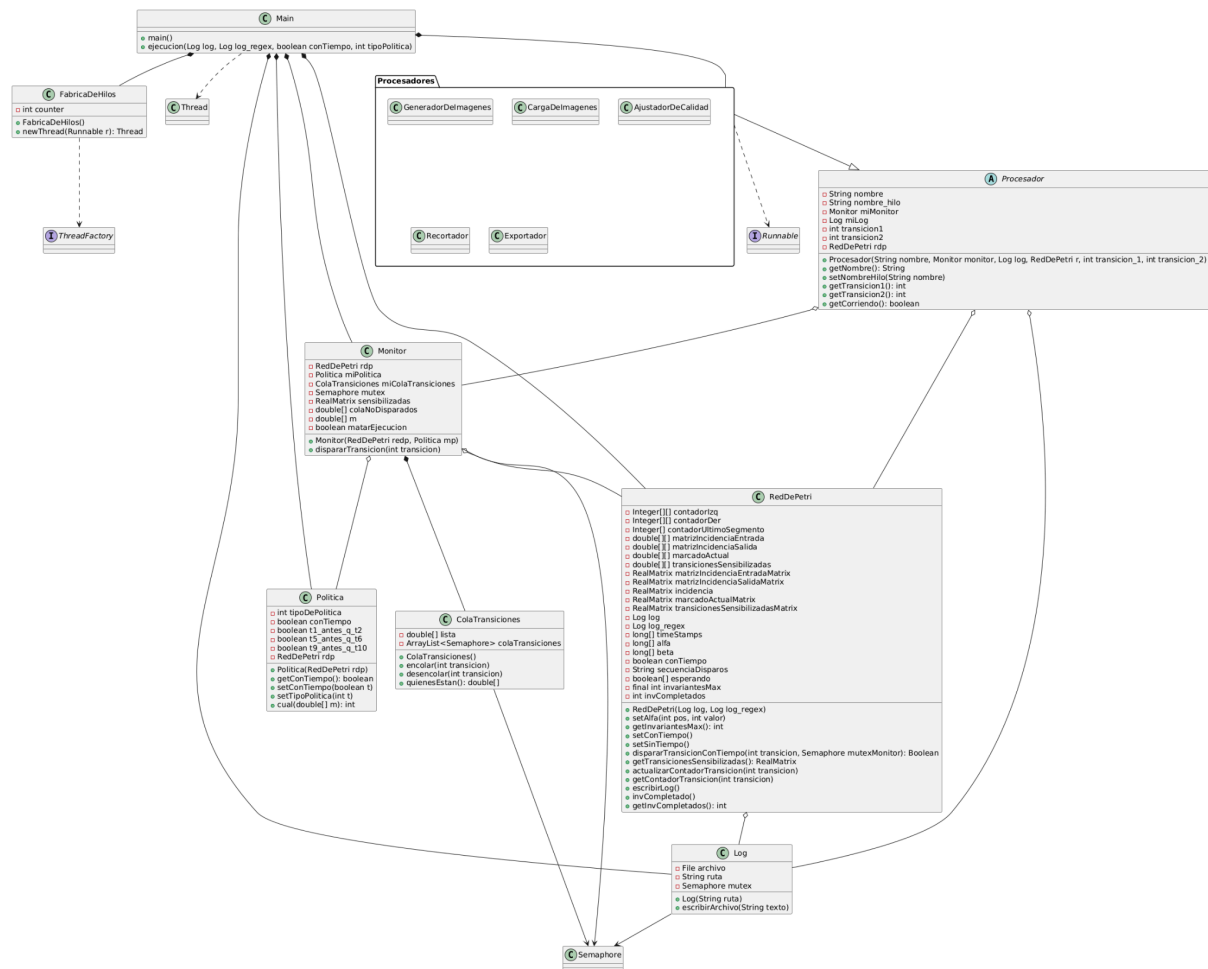 C Main
main()
ejecucion(Log log, Log log_regex, boolean conTiempo, int tipoPolitica)
C FabricaDeHilos
int counter
FabricaDeHilos()
newThread(Runnable r): Thread
C Thread
Procesadores
C GeneradorDeImagenes
C CargaDeImagenes
C AjustadorDeCalidad
C Recortador
C Exportador
I ThreadFactory
I Runnable
A Procesador
String nombre
String nombre_hilo
Monitor miMonitor
Log miLog
int transicion1
int transicion2
RedDePetri rdp
Procesador(String nombre, Monitor monitor, Log log, RedDePetri r, int transicion_1, int transicion_2)
getNombre(): String
setNombreHilo(String nombre)
getTransicion1(): int
getTransicion2(): int
getCorriendo(): boolean
C Monitor
RedDePetri rdp
Politica miPolitica
ColaTransiciones miColaTransiciones
Semaphore mutex
RealMatrix sensibilizadas
double[] colaNoDisparados
double[] m
boolean matarEjecucion
Monitor(RedDePetri redp, Politica mp)
dispararTransicion(int transicion)
C RedDePetri
Integer[][] contadorIzq
Integer[][] contadorDer
Integer[] contadorUltimoSegmento
double[][] matrizIncidenciaEntrada
double[][] matrizIncidenciaSalida
double[][] marcadoActual
double[][] transicionesSensibilizadas
RealMatrix matrizIncidenciaEntradaMatrix
RealMatrix matrizIncidenciaSalidaMatrix
RealMatrix incidencia
RealMatrix marcadoActualMatrix
RealMatrix transicionesSensibilizadasMatrix
Log log
Log log_regex
long[] timeStamps
long[] alfa
long[] beta
boolean conTiempo
String secuenciaDisparos
boolean[] esperando
final int invariantesMax
int invCompletados
RedDePetri(Log log, Log log_regex)
setAlfa(int pos, int valor)
getInvariantesMax(): int
setConTiempo()
setSinTiempo()
dispararTransicionConTiempo(int transicion, Semaphore mutexMonitor): Boolean
getTransicionesSensibilizadas(): RealMatrix
actualizarContadorTransicion(int transicion)
getContadorTransicion(int transicion)
escribirLog()
invCompletado()
getInvCompletados(): int
C Politica
int tipoDePolitica
boolean conTiempo
boolean t1_antes_q_t2
boolean t5_antes_q_t6
boolean t9_antes_q_t10
RedDePetri rdp
Politica(RedDePetri rdp)
getConTiempo(): boolean
setConTiempo(boolean t)
setTipoPolitica(int t)
cual(double[] m): int
C ColaTransiciones
double[] lista
ArrayList<Semaphore> colaTransiciones
ColaTransiciones()
encolar(int transicion)
desencolar(int transicion)
quienesEstan(): double[]
C Log
File archivo
String ruta
Semaphore mutex
Log(String ruta)
escribirArchivo(String texto)
C Semaphore